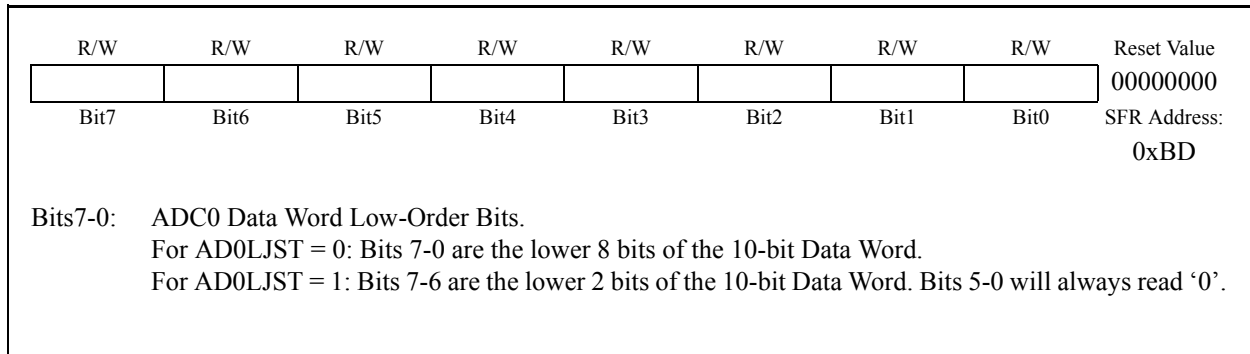 R/W R/W R/W R/W R/W R/W R/W R/W Reset Value
00000000
Bit7 Bit6 Bit5 Bit4 Bit3 Bit2 Bit1 Bit0 SFR Address:
0xBD
Bits7-0: ADC0 Data Word Low-Order Bits.
For AD0LJST = 0: Bits 7-0 are the lower 8 bits of the 10-bit Data Word.
For AD0LJST = 1: Bits 7-6 are the lower 2 bits of the 10-bit Data Word. Bits 5-0 will always read ‘0’.